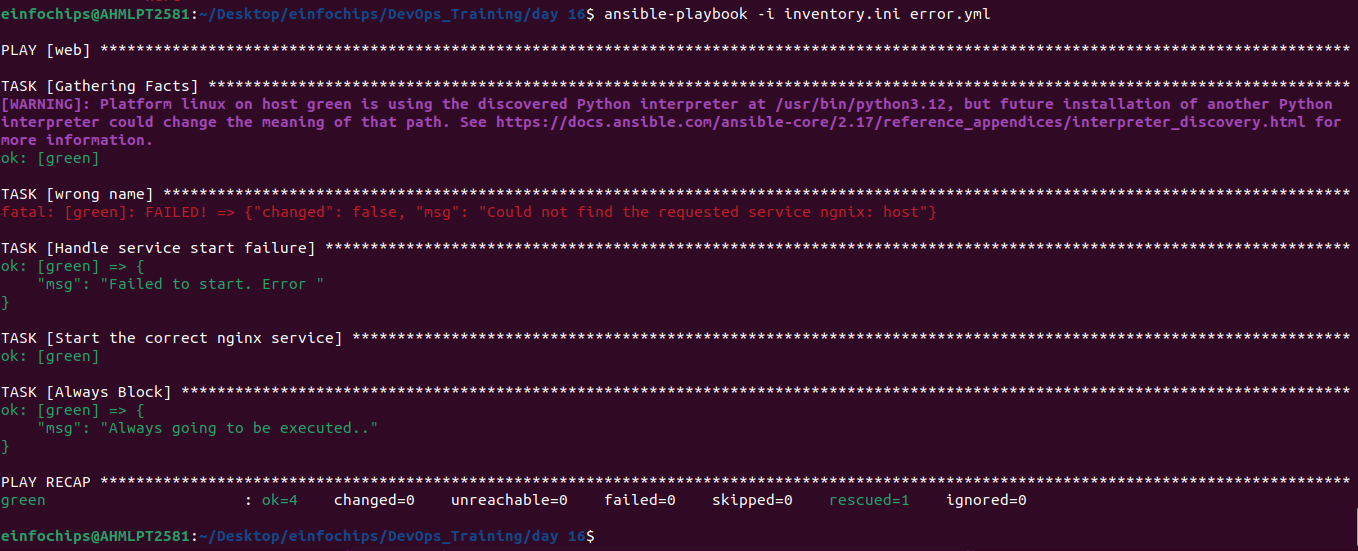 einfochips@AHMLPT2581:~/Desktop/einfochips/DevOps_Training/day 16$ ansible-playbook -i inventory.ini error.yml
PLAY [web] ****************************************************************************************************************************************
TASK [Gathering Facts] ****************************************************************************************************************************
[WARNING]: Platform linux on host green is using the discovered Python interpreter at /usr/bin/python3.12, but future installation of another Python
interpreter could change the meaning of that path. See https://docs.ansible.com/ansible-core/2.17/reference_appendices/interpreter_discovery.html for
more information.
ok: [green]
TASK [wrong name] *********************************************************************************************************************************
fatal: [green]: FAILED! => {"changed": false, "msg": "Could not find the requested service ngnix: host"}
TASK [Handle service start failure] ***************************************************************************************************************
ok: [green] => {
    "msg": "Failed to start. Error "
}
TASK [Start the correct nginx service] ************************************************************************************************************
ok: [green]
TASK [Always Block] *******************************************************************************************************************************
ok: [green] => {
    "msg": "Always going to be executed.."
}
PLAY RECAP ****************************************************************************************************************************************
green                      : ok=4    changed=0    unreachable=0    failed=0    skipped=0    rescued=1    ignored=0
einfochips@AHMLPT2581:~/Desktop/einfochips/DevOps_Training/day 16$